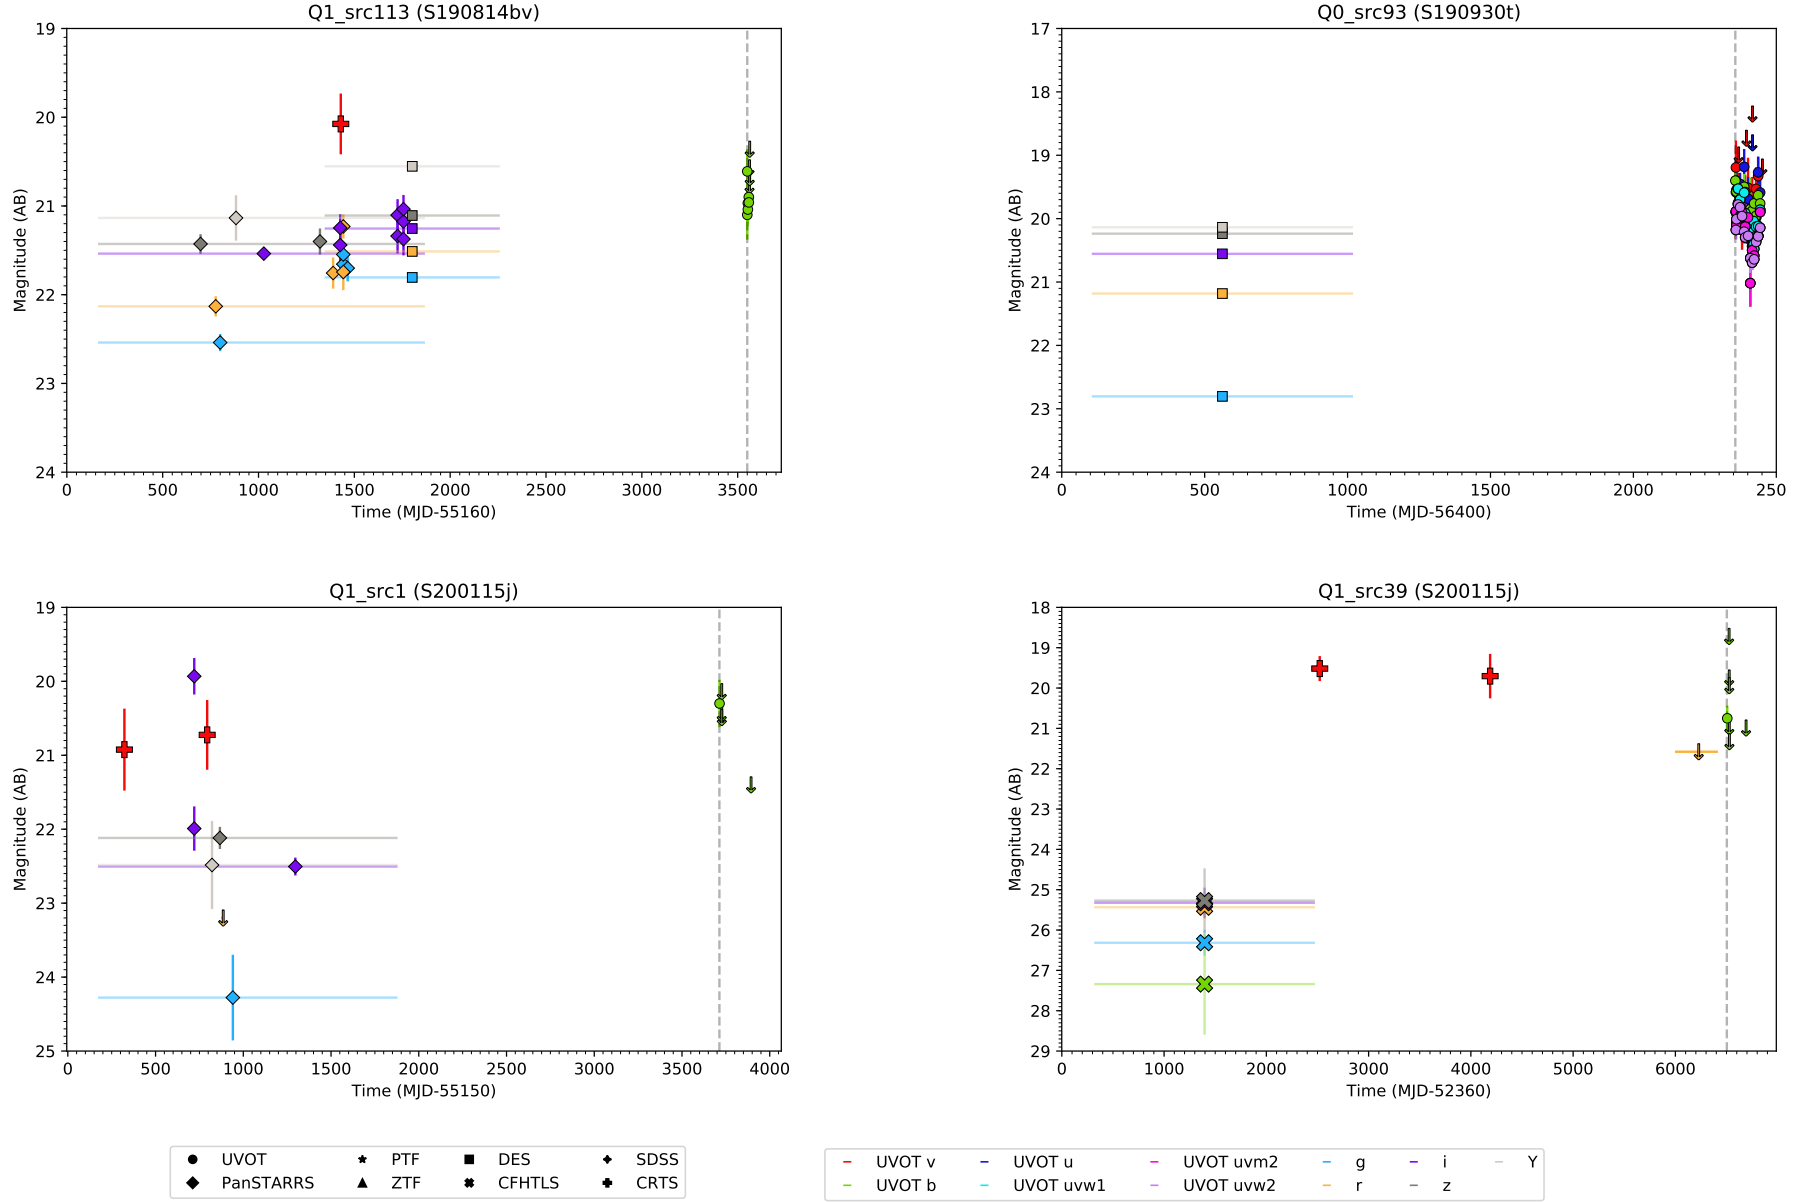 Q1_src113 (S190814bv)
19
20
21
22
23
24
Magnitude (AB)
0 500 1000 1500 2000 2500 3000 3500
Time (MJD-55160)
Q0_src93 (S190930t)
17
18
19
20
21
22
23
24
Magnitude (AB)
0 500 1000 1500 2000 250
Time (MJD-56400)
Q1_src1 (S200115j)
19
20
21
22
23
24
25
Magnitude (AB)
0 500 1000 1500 2000 2500 3000 3500 4000
Time (MJD-55150)
Q1_src39 (S200115j)
18
19
20
21
22
23
24
25
26
27
28
29
Magnitude (AB)
0 1000 2000 3000 4000 5000 6000
Time (MJD-52360)
UVOT PTF DES SDSS
PanSTARRS ZTF CFHTLS CRTS
UVOT v UVOT u UVOT uvm2 g i Y
UVOT b UVOT uvw1 UVOT uvw2 r z